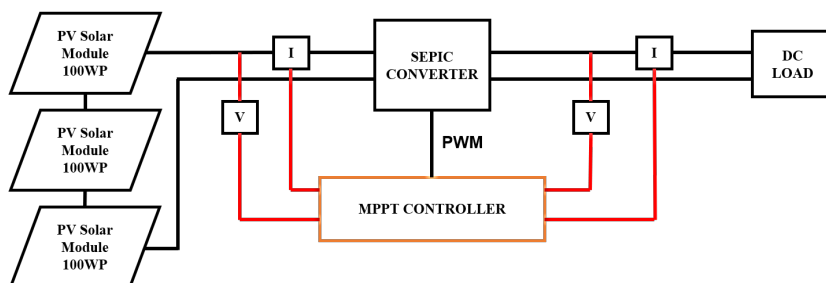 PV Solar
Module
100WP
I
SEPIC
CONVERTER
I
DC
LOAD
V
V
PV Solar
Module
100WP
PWM
MPPT CONTROLLER
PV Solar
Module
100WP